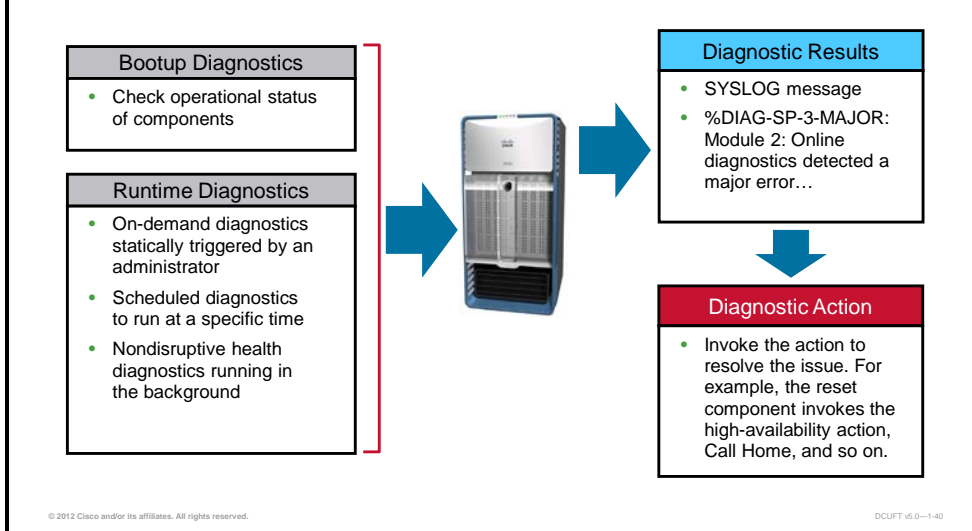 Bootup Diagnostics
• Check operational status
of components
Runtime Diagnostics
• On-demand diagnostics
statically triggered by an
administrator
• Scheduled diagnostics
to run at a specific time
• Nondisruptive health
diagnostics running in
the background
Diagnostic Results
• SYSLOG message
• %DIAG-SP-3-MAJOR:
Module 2: Online
diagnostics detected a
major error…
Diagnostic Action
• Invoke the action to
resolve the issue. For
example, the reset
component invokes the
high-availability action,
Call Home, and so on.
© 2012 Cisco and/or its affiliates. All rights reserved.
DCUFT v5.0—1-40